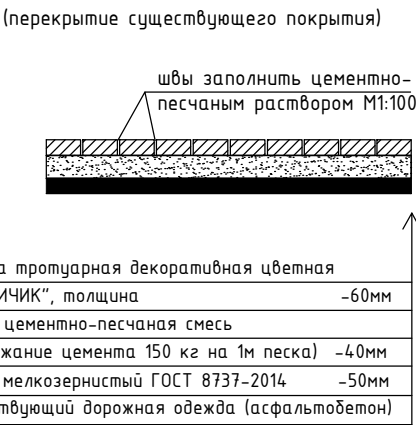 (перекрытие существующего покрытия)
швы заполнить цементно-
песчаным раствором М1:100
а тротуарная декоративная цветная
ИЧИК", толщина -60мм
цементно-песчаная смесь
жание цемента 150 кг на 1м песка) -40мм
мелкозернистый ГОСТ 8737-2014 -50мм
твующий дорожная одежда (асфальтобетон)